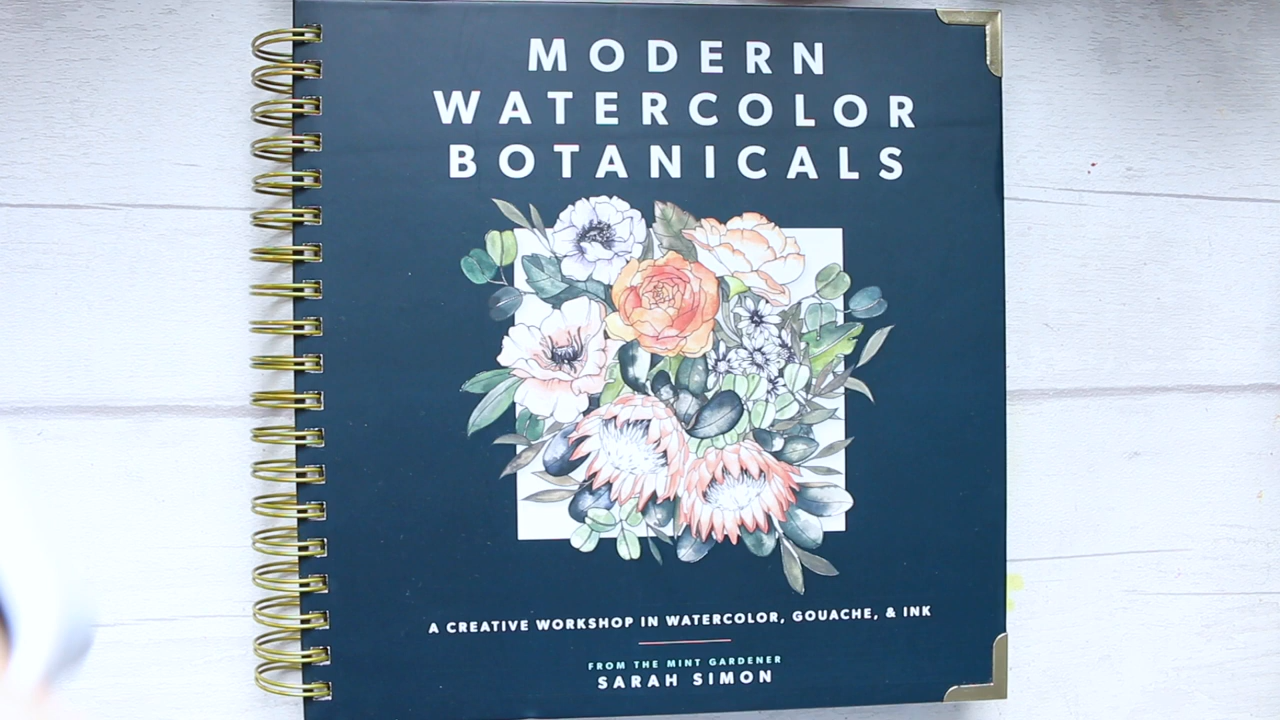 MODERN
WATERCOLOR
BOTANICALS
A CREATIVE WORKSHOP IN WATERCOLOR, GOUACHE, & INK
FROM THE MINT GARDENER
SARAH SIMON